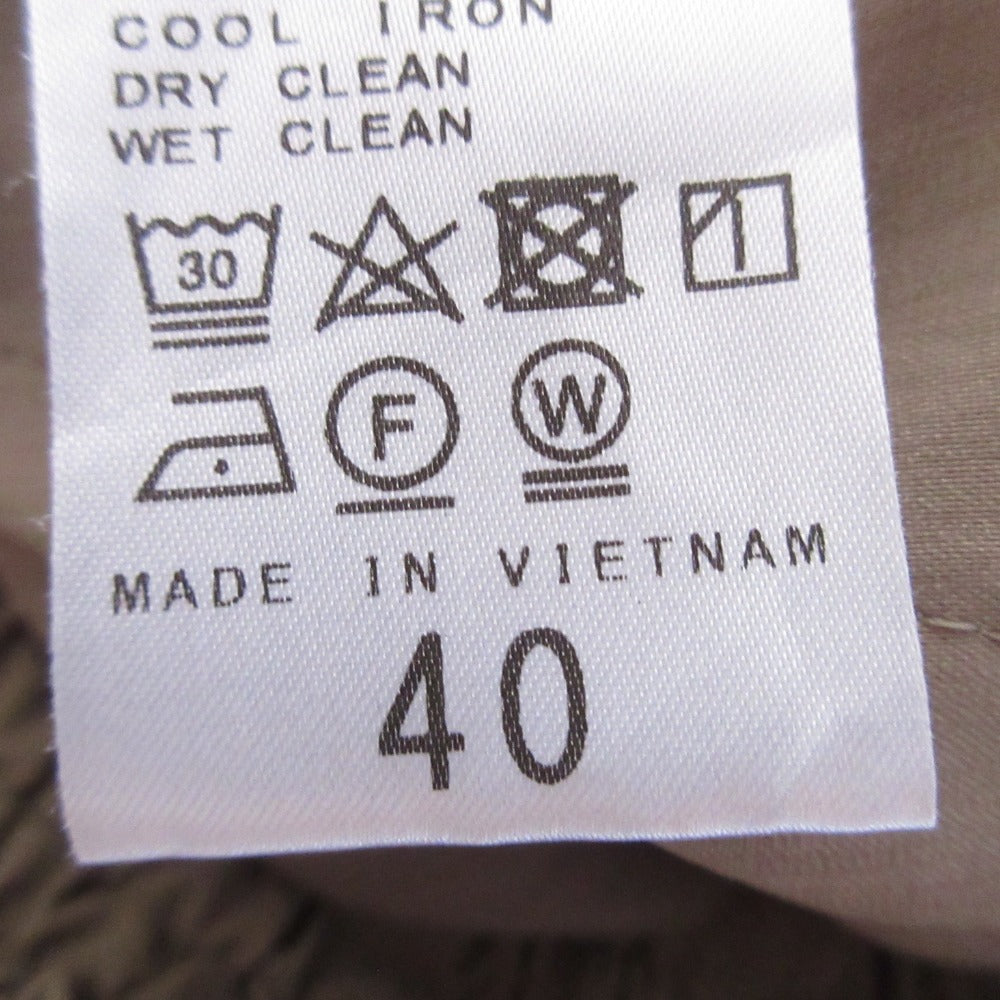 COOL IRON
DRY CLEAN
WET CLEAN
30
F W
MADE IN VIETNAM
40